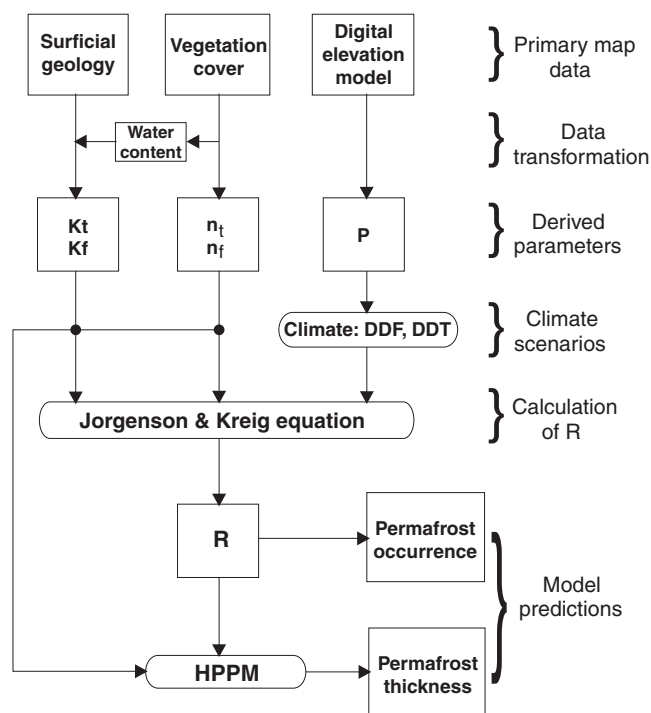 Surficial
geology
Vegetation
cover
Digital
elevation
model
Primary map
data
Water
content
Data
transformation
Kt
Kf
nt
nf
P
Derived
parameters
Climate: DDF, DDT
Climate
scenarios
Jorgenson & Kreig equation
Calculation
of R
R
Permafrost
occurrence
Model
predictions
HPPM
Permafrost
thickness